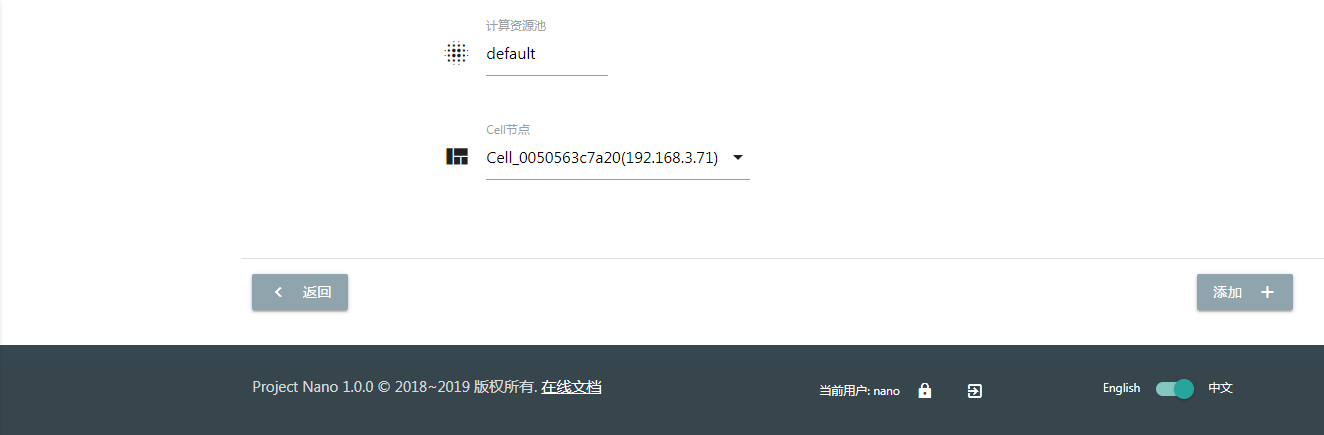 计算资源池
default
Cell节点
Cell_0050563c7a20(192.168.3.71)
返回 添加
Project Nano 1.0.0 © 2018~2019 版权所有. 在线文档 当前用户: nano English 中文